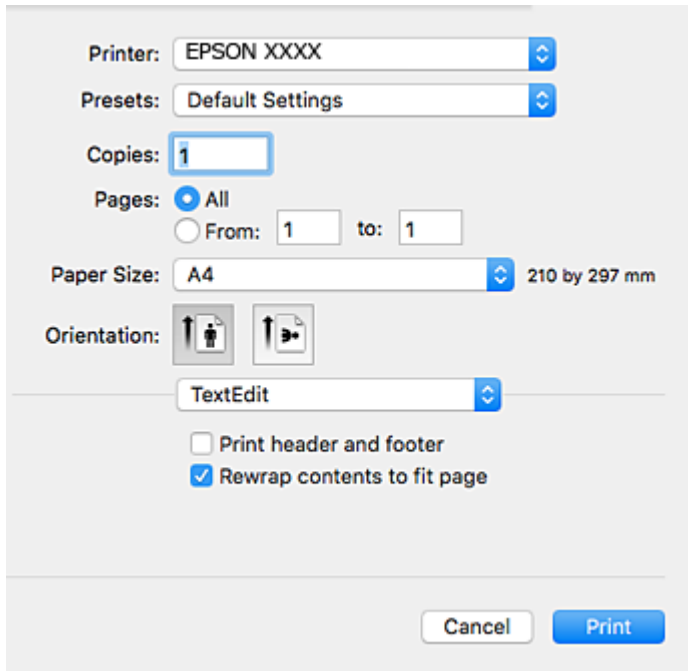 Printer: EPSON XXXX
Presets: Default Settings
Copies: 1
Pages: All
From: 1 to: 1
Paper Size: A4 210 by 297 mm
Orientation:
TextEdit
Print header and footer
Rewrap contents to fit page
Cancel Print